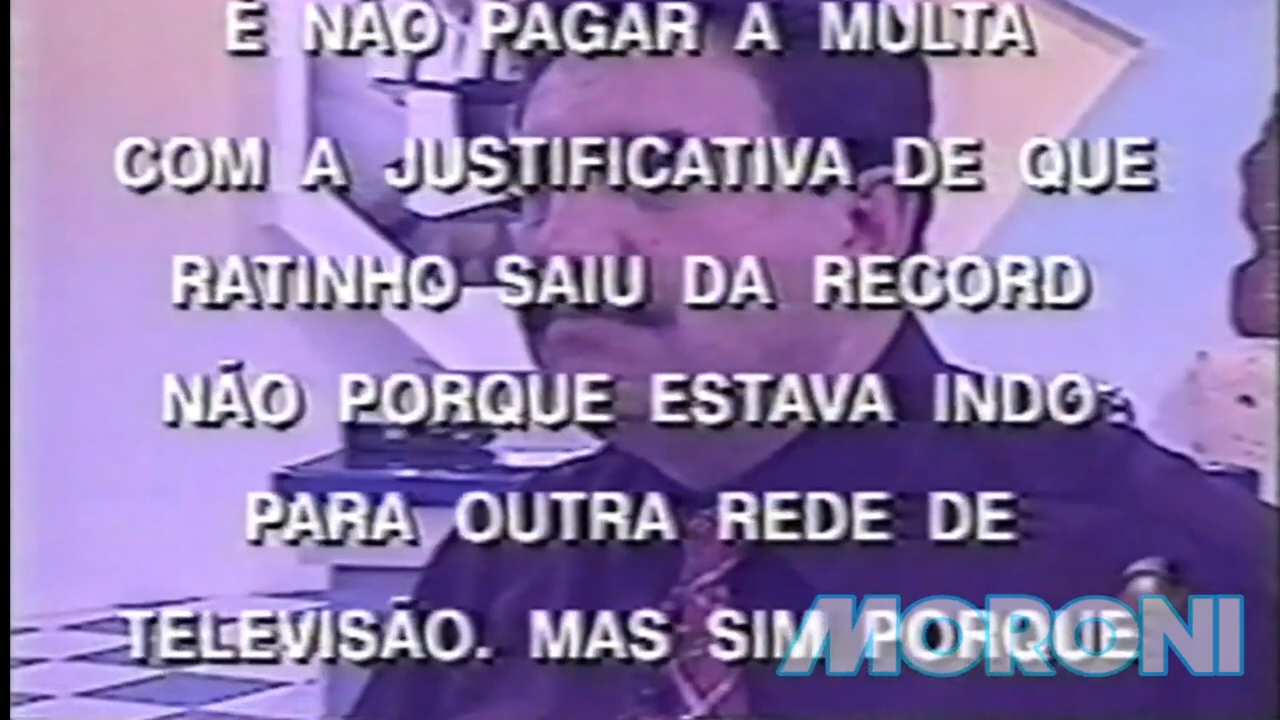 E NÃO PAGAR A MULTA
COM A JUSTIFICATIVA DE QUE
RATINHO SAIU DA RECORD
NÃO PORQUE ESTAVA INDO
PARA OUTRA REDE DE
TELEVISÃO. MAS SIM PORQUE
MORONI